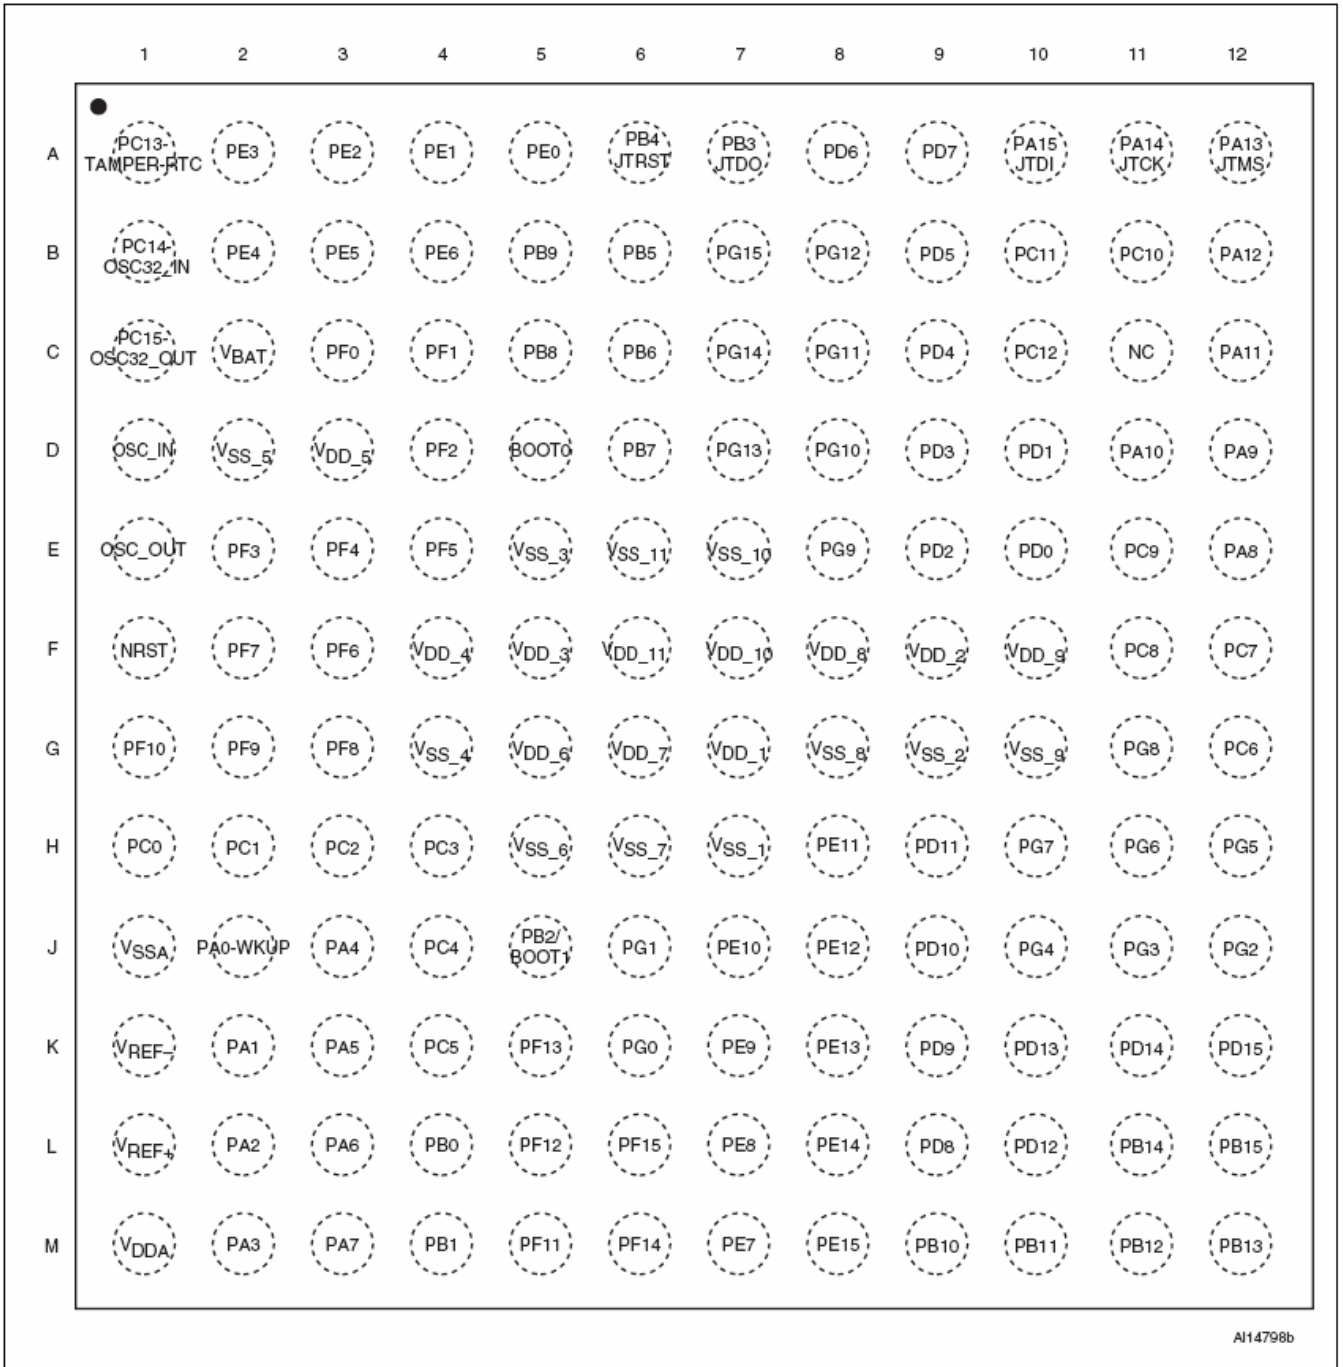 1 2 3 4 5 6 7 8 9 10 11 12
A PC13- TAMPER-RTC PE3 PE2 PE1 PE0 PB4 JTRST PB3 JTDO PD6 PD7 PA15 JTDI PA14 JTCK PA13 JTMS
B PC14- OSC32_IN PE4 PE5 PE6 PB9 PB5 PG15 PG12 PD5 PC11 PC10 PA12
C PC15- OSC32_OUT VBAT PF0 PF1 PB8 PB6 PG14 PG11 PD4 PC12 NC PA11
D OSC_IN VSS_5 VDD_5 PF2 BOOT0 PB7 PG13 PG10 PD3 PD1 PA10 PA9
E OSC_OUT PF3 PF4 PF5 VSS_3 VSS_11 VSS_10 PG9 PD2 PD0 PC9 PA8
F NRST PF7 PF6 VDD_4 VDD_3 VDD_11 VDD_10 VDD_8 VDD_2 VDD_9 PC8 PC7
G PF10 PF9 PF8 VSS_4 VDD_6 VDD_7 VDD_1 VSS_8 VSS_2 VSS_9 PG8 PC6
H PC0 PC1 PC2 PC3 VSS_6 VSS_7 VSS_1 PE11 PD11 PG7 PG6 PG5
J VSSA PA0-WKUP PA4 PC4 PB2/ BOOT1 PG1 PE10 PE12 PD10 PG4 PG3 PG2
K VREF– PA1 PA5 PC5 PF13 PG0 PE9 PE13 PD9 PD13 PD14 PD15
L VREF+ PA2 PA6 PB0 PF12 PF15 PE8 PE14 PD8 PD12 PB14 PB15
M VDDA PA3 PA7 PB1 PF11 PF14 PE7 PE15 PB10 PB11 PB12 PB13
AI14798b